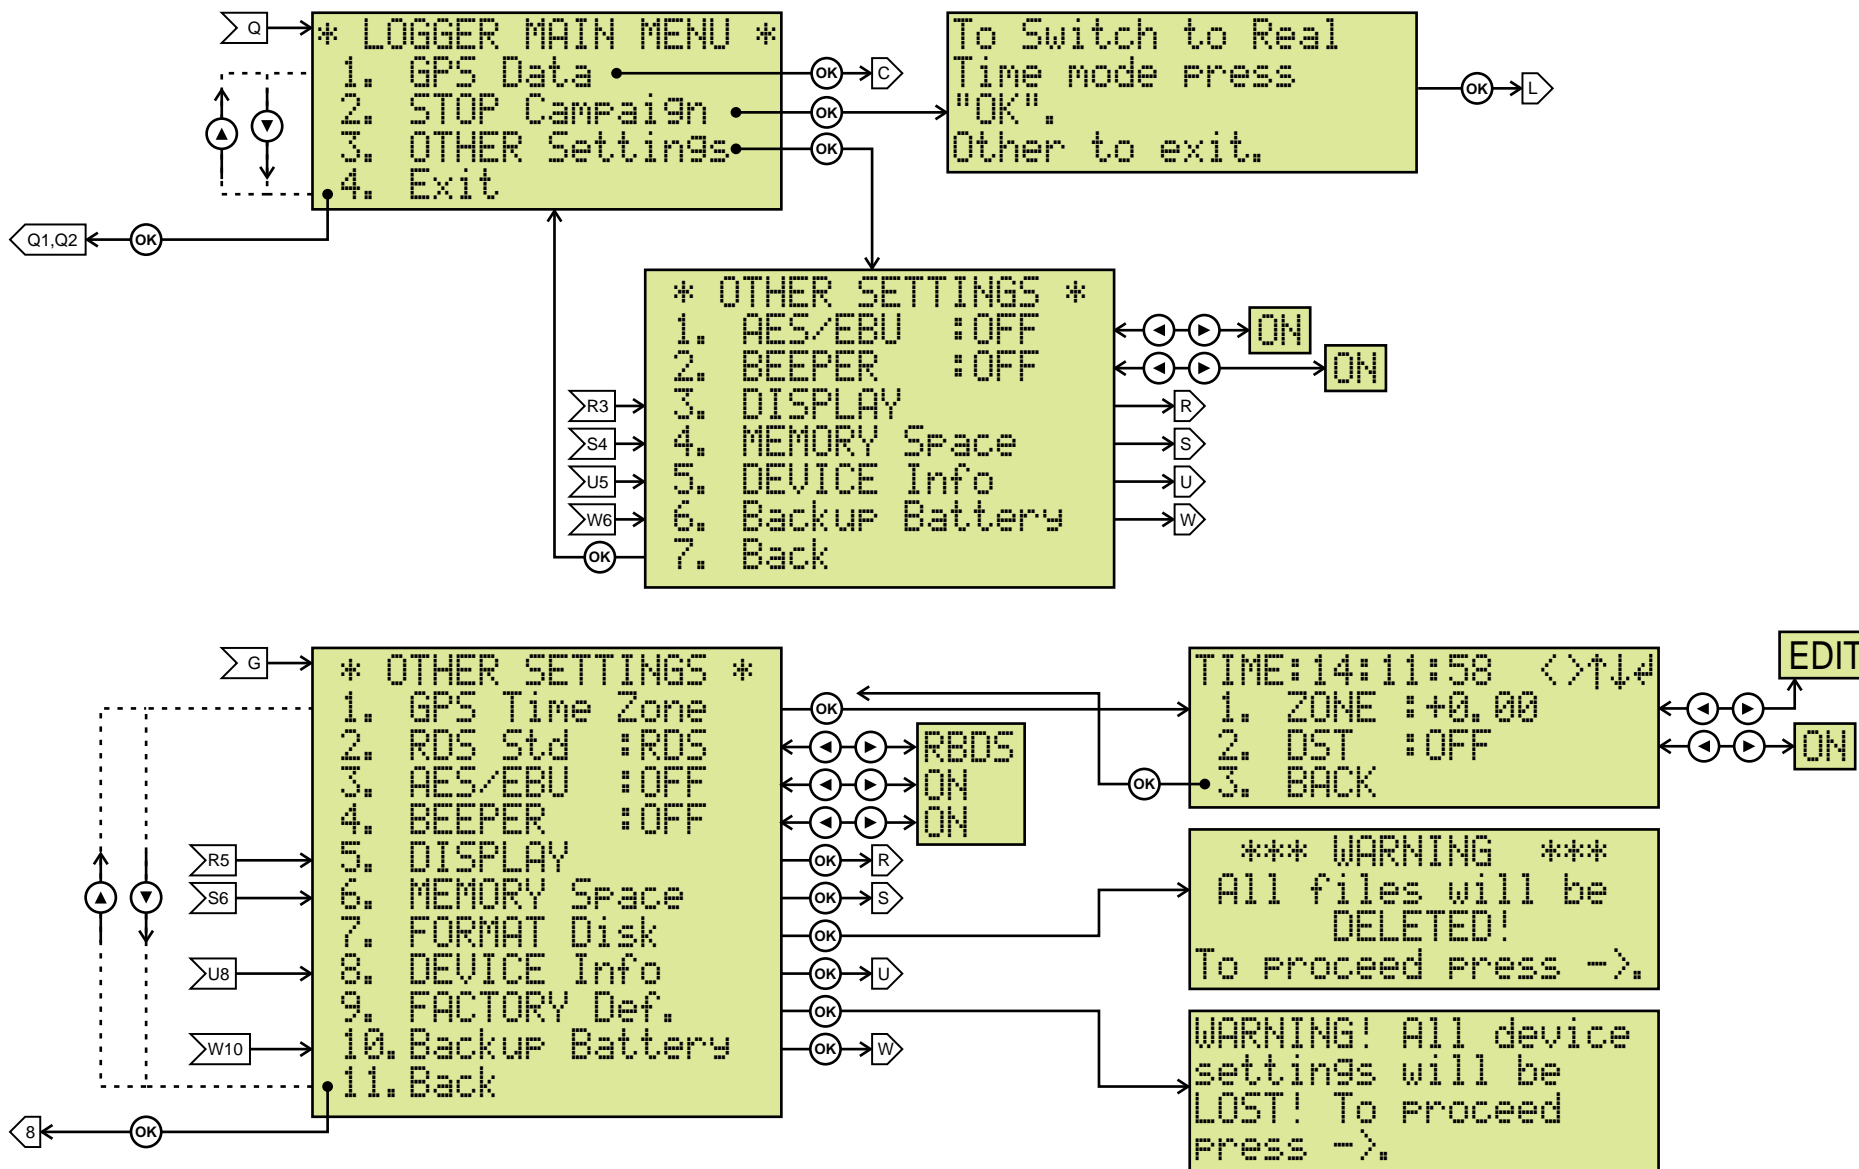 Q
* LOGGER MAIN MENU *
1. GPS Data
2. STOP Campaign
3. OTHER Settings
4. Exit
OK
C
OK
OK
To Switch to Real
Time mode press
"OK".
Other to exit.
OK
L
Q1,Q2
OK
* OTHER SETTINGS *
1. AES/EBU :OFF
2. BEEPER :OFF
3. DISPLAY
4. MEMORY Space
5. DEVICE Info
6. Backup Battery
7. Back
ON
ON
R3
S4
U5
W6
OK
R
S
U
W
G
* OTHER SETTINGS *
1. GPS Time Zone
2. RDS Std :RDS
3. AES/EBU :OFF
4. BEEPER :OFF
5. DISPLAY
6. MEMORY Space
7. FORMAT Disk
8. DEVICE Info
9. FACTORY Def.
10. Backup Battery
11. Back
R5
S6
U8
W10
8
OK
OK
RBDS
ON
ON
OK
R
OK
S
OK
OK
U
OK
OK
W
TIME:14:11:58 <>↑↓↲
1. ZONE :+0.00
2. DST :OFF
3. BACK
OK
EDIT
ON
*** WARNING ***
All files will be
DELETED!
To proceed press ->.
WARNING! All device
settings will be
LOST! To proceed
press ->.